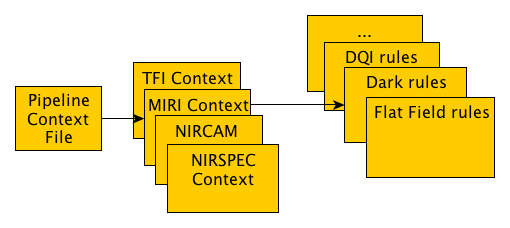 Pipeline
Context
File
TFI Context
MIRI Context
NIRCAM
NIRSPEC
Context
...
DQI rules
Dark rules
Flat Field rules